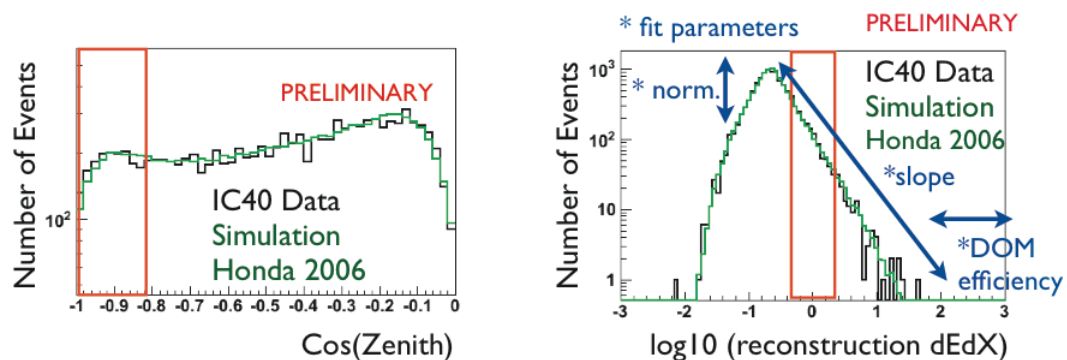 PRELIMINARY
IC40 Data
Simulation
Honda 2006
Number of Events
10²
-1 -0.9 -0.8 -0.7 -0.6 -0.5 -0.4 -0.3 -0.2 -0.1 0
Cos(Zenith)
* fit parameters
PRELIMINARY
IC40 Data
* norm.
Simulation
Honda 2006
*slope
*DOM
efficiency
Number of Events
10³
10²
10
1
-3 -2 -1 0 1 2 3
log10 (reconstruction dEdX)